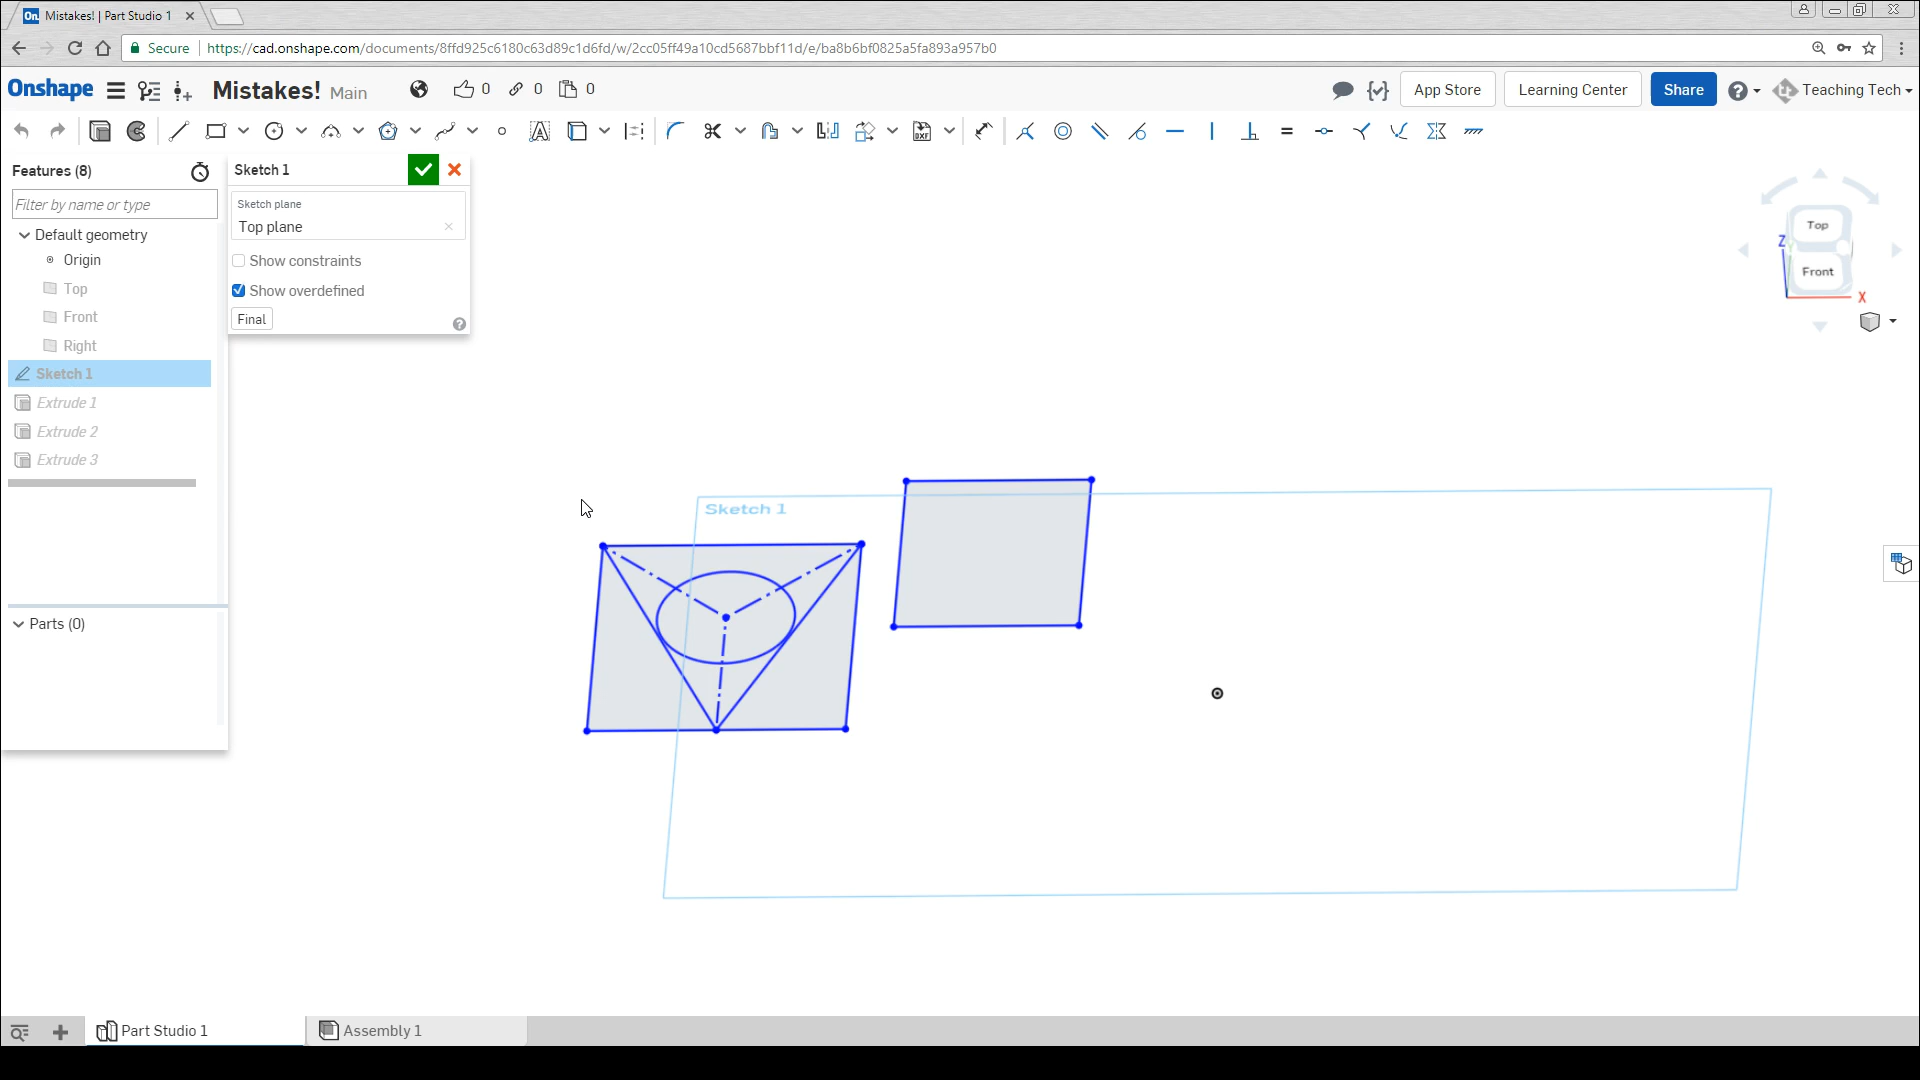 On Mistakes! | Part Studio 1
Secure https://cad.onshape.com/documents/8ffd925c6180c63d89c1d6fd/w/2cc05ff49a10cd5687bbf11d/e/ba8b6bf0825a5fa893a957b0
Onshape Mistakes! Main 0 0 0 App Store Learning Center Share Teaching Tech
DXF
Features (8)
Filter by name or type
Default geometry
Origin
Top
Front
Right
Sketch 1
Extrude 1
Extrude 2
Extrude 3
Parts (0)
Sketch 1
Sketch plane
Top plane
Show constraints
Show overdefined
Final
Sketch 1
Top
Z
Front
X
Part Studio 1
Assembly 1